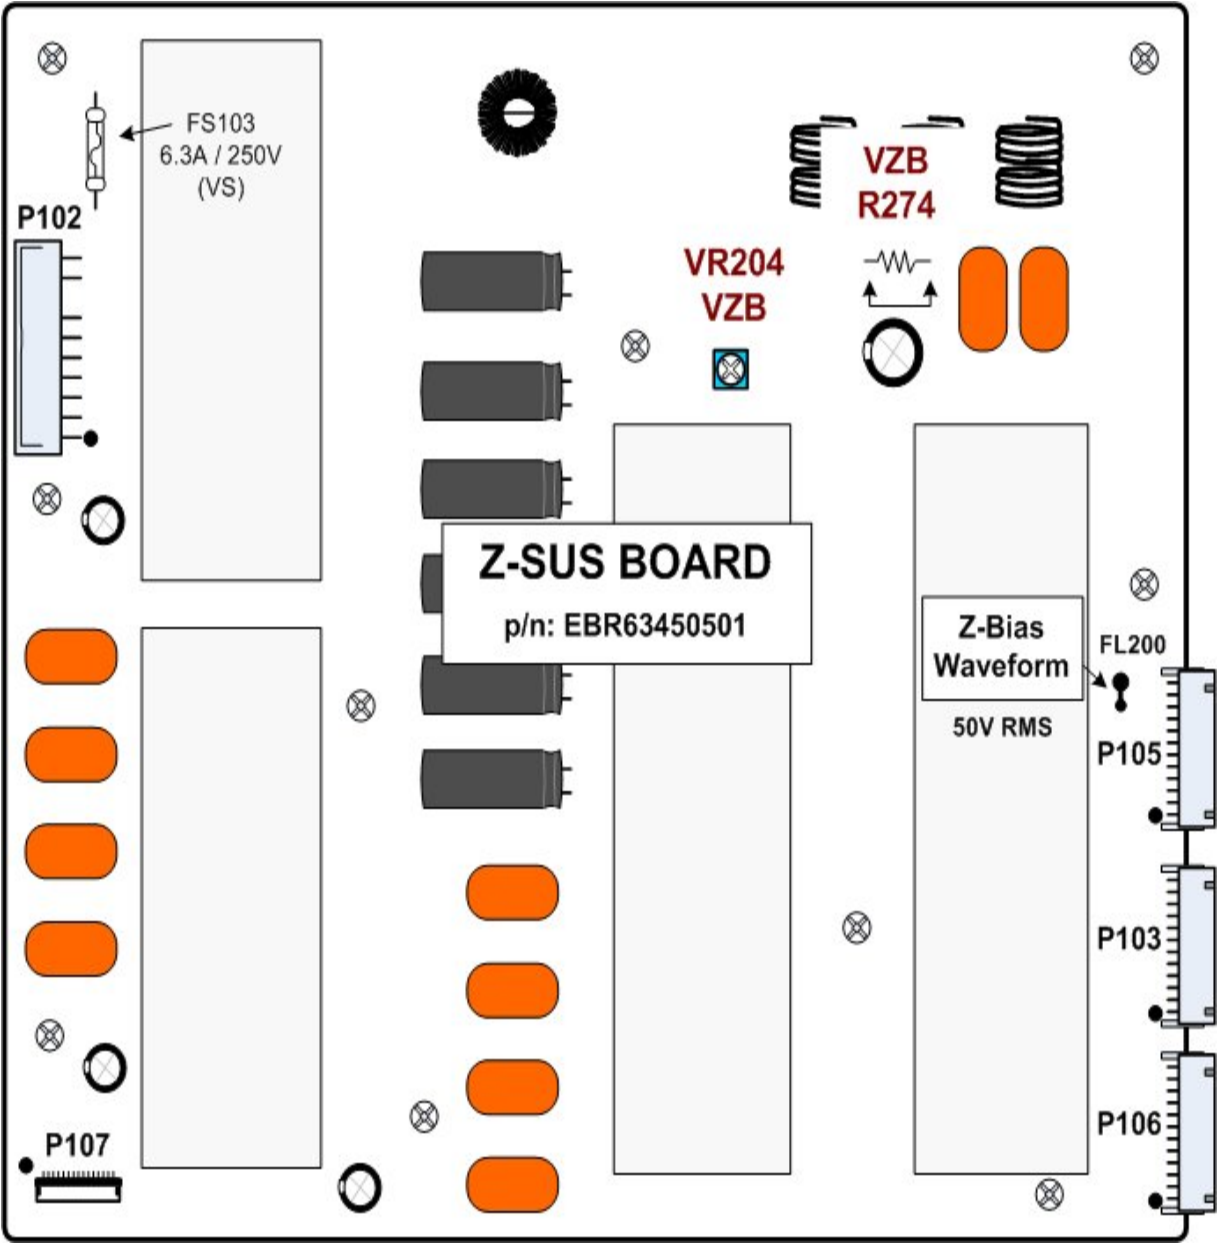 FS103
6.3A / 250V
(VS)
P102
VZB
R274
VR204
VZB
Z-SUS BOARD
p/n: EBR63450501
Z-Bias
Waveform
FL200
50V RMS
P105
P103
P106
P107